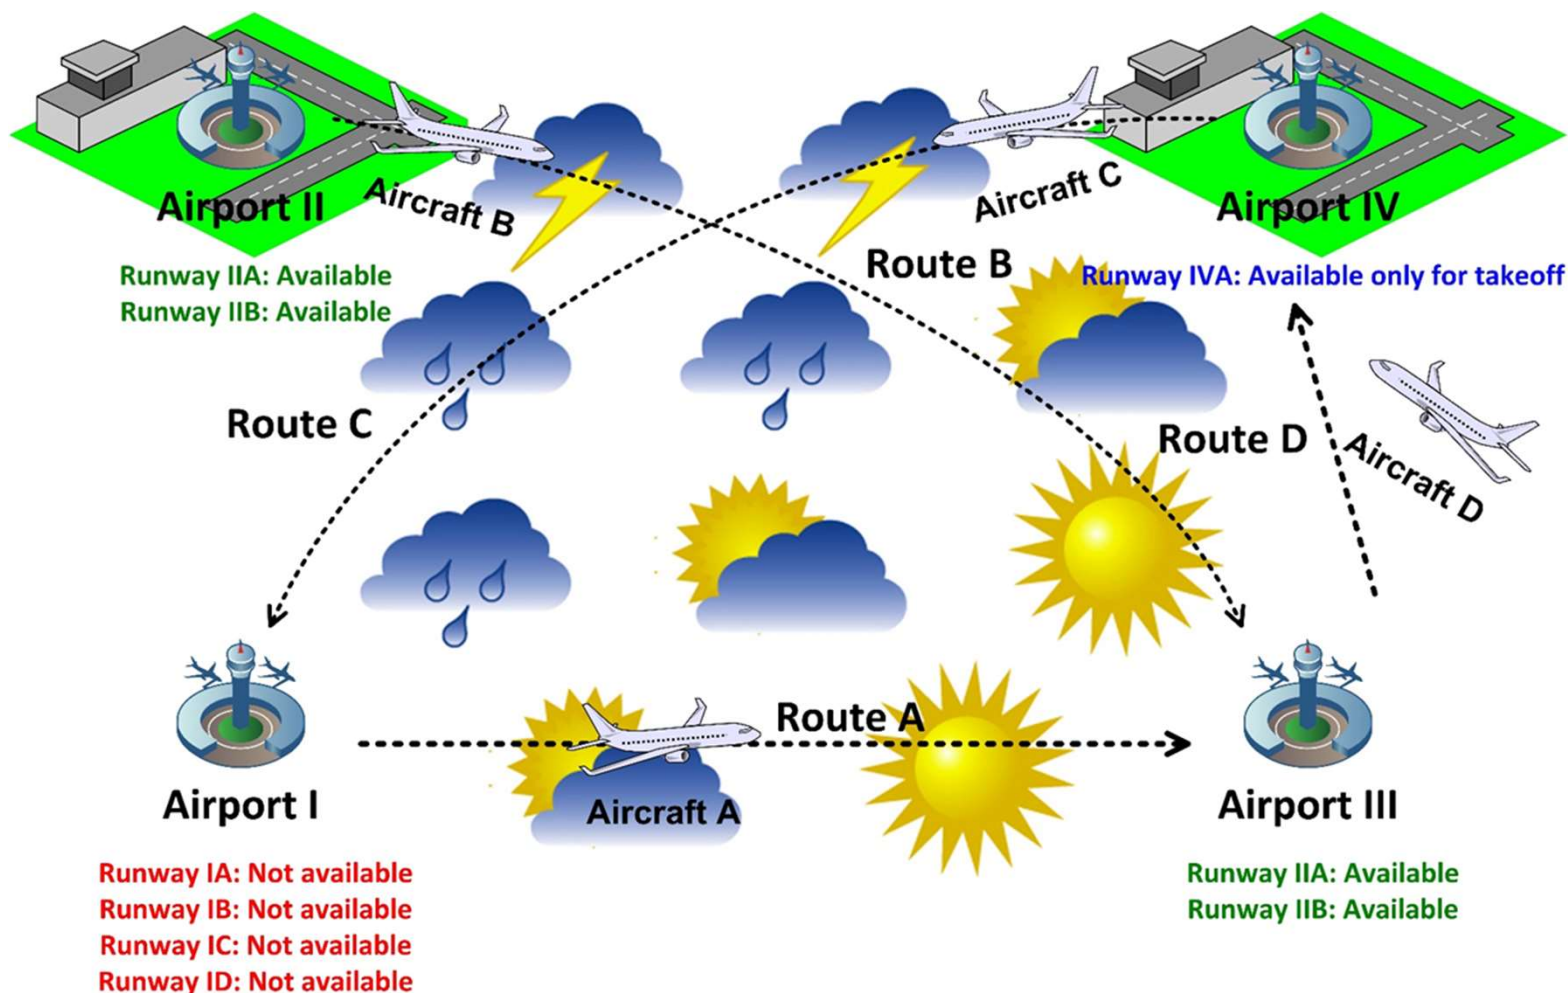 Aircraft B
Aircraft C
Airport II
Airport IV
Runway IIA: Available
Runway IIB: Available
Route B
Runway IVA: Available only for takeoff
Route C
Route D
Aircraft D
Route A
Airport I
Aircraft A
Airport III
Runway IA: Not available
Runway IB: Not available
Runway IC: Not available
Runway ID: Not available
Runway IIA: Available
Runway IIB: Available